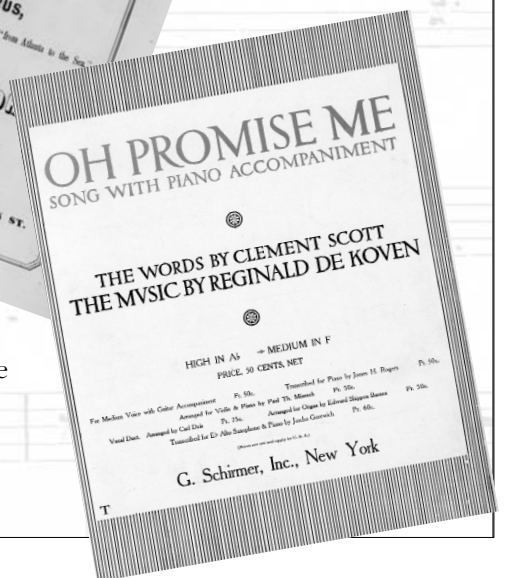 "from Atlanta to the Sea."
ST.
OH PROMISE ME
SONG WITH PIANO ACCOMPANIMENT
THE WORDS BY CLEMENT SCOTT
THE MVSIC BY REGINALD DE KOVEN
HIGH IN A♭ MEDIUM IN F
PRICE, 50 CENTS, NET
For Medium Voice with Guitar Accompaniment Pr. 50c. Transcribed for Piano by James H. Rogers Pr. 50c.
Arranged for Violin & Piano by Paul Th. Miersch Pr. 50c.
Vocal Duet. Arranged by Carl Deis Pr. 75c. Arranged for Organ by Edward Shippen Barnes Pr. 50c.
Transcribed for E♭ Alto Saxophone & Piano by Jascha Gurewich Pr. 60c.
G. Schirmer, Inc., New York
T